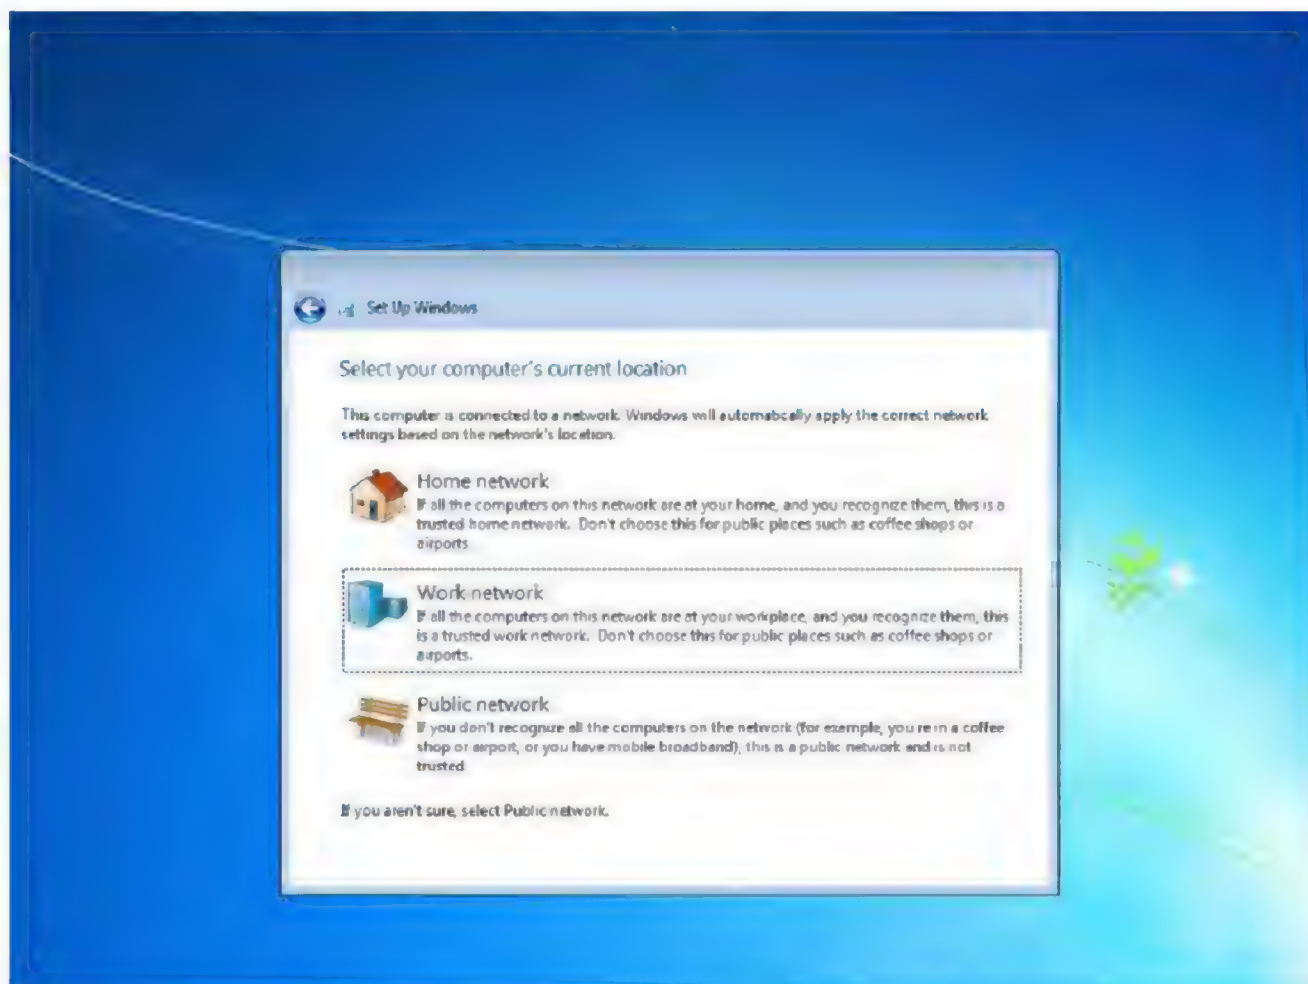 Set Up Windows
Select your computer's current location
This computer is connected to a network. Windows will automatically apply the correct network
settings based on the network's location.
Home network
If all the computers on this network are at your home, and you recognize them, this is a
trusted home network. Don't choose this for public places such as coffee shops or
airports.
Work network
If all the computers on this network are at your workplace, and you recognize them, this
is a trusted work network. Don't choose this for public places such as coffee shops or
airports.
Public network
If you don't recognize all the computers on the network (for example, you're in a coffee
shop or airport, or you have mobile broadband), this is a public network and is not
trusted.
If you aren't sure, select Public network.